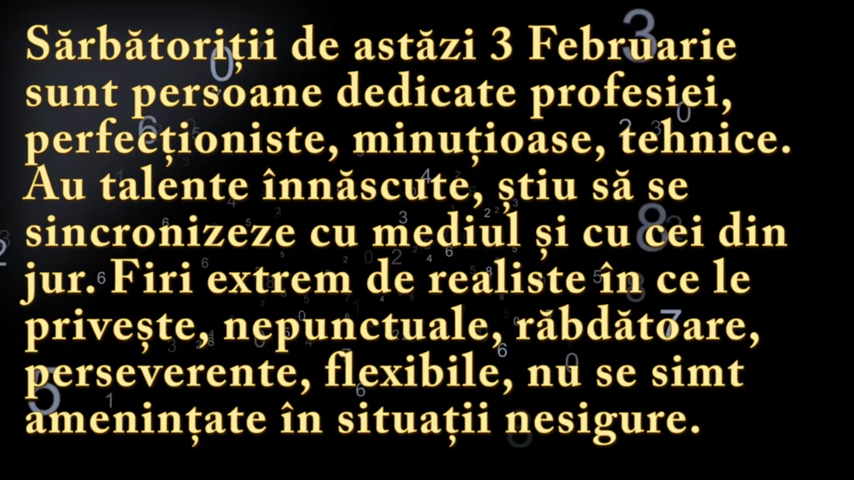 Sărbătoriții de astăzi 3 Februarie
sunt persoane dedicate profesiei,
perfecționiste, minuțioase, tehnice.
Au talente înnăscute, știu să se
sincronizeze cu mediul și cu cei din
jur. Firi extrem de realiste în ce le
privește, nepunctuale, răbdătoare,
perseverente, flexibile, nu se simt
amenințate în situații nesigure.